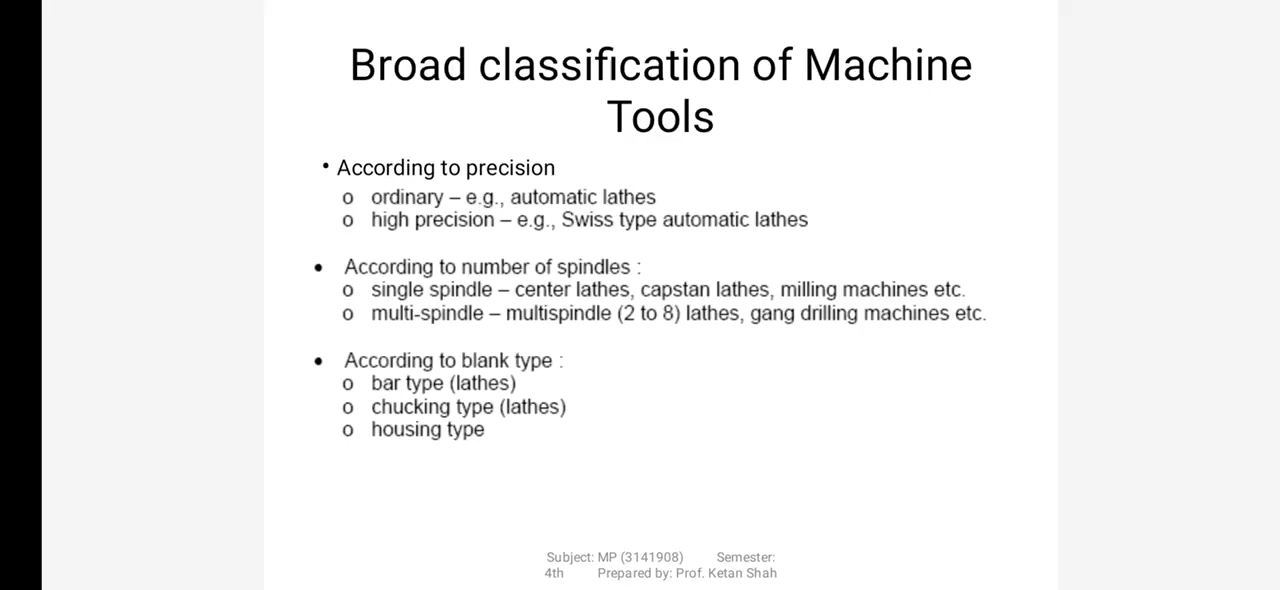 Broad classification of Machine
Tools
• According to precision
o ordinary – e.g., automatic lathes
o high precision – e.g., Swiss type automatic lathes
• According to number of spindles :
o single spindle – center lathes, capstan lathes, milling machines etc.
o multi-spindle – multispindle (2 to 8) lathes, gang drilling machines etc.
• According to blank type :
o bar type (lathes)
o chucking type (lathes)
o housing type
Subject: MP (3141908) Semester:
4th Prepared by: Prof. Ketan Shah